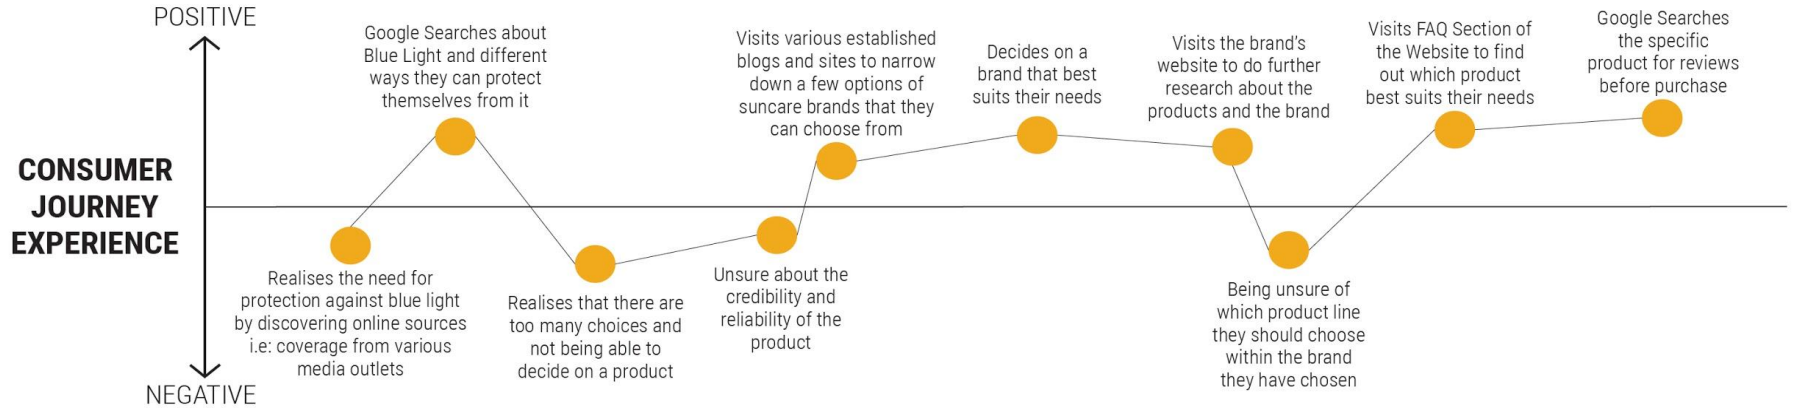 POSITIVE
CONSUMER
JOURNEY
EXPERIENCE
NEGATIVE
Realises the need for
protection against blue light
by discovering online sources
i.e: coverage from various
media outlets
Google Searches about
Blue Light and different
ways they can protect
themselves from it
Realises that there are
too many choices and
not being able to
decide on a product
Unsure about the
credibility and
reliability of the
product
Visits various established
blogs and sites to narrow
down a few options of
suncare brands that they
can choose from
Decides on a
brand that best
suits their needs
Visits the brand's
website to do further
research about the
products and the brand
Being unsure of
which product line
they should choose
within the brand
they have chosen
Visits FAQ Section of
the Website to find
out which product
best suits their needs
Google Searches
the specific
product for reviews
before purchase